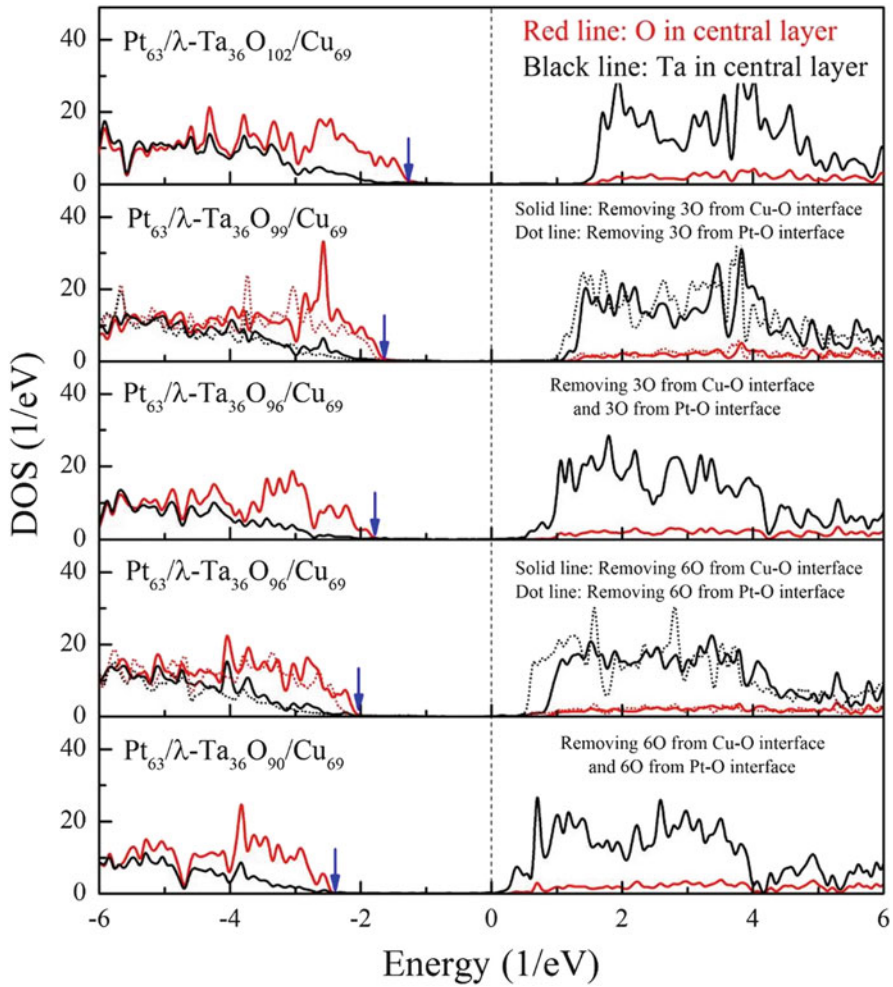 Pt63/λ-Ta36O102/Cu69
Red line: O in central layer
Black line: Ta in central layer
Pt63/λ-Ta36O99/Cu69
Solid line: Removing 3O from Cu-O interface
Dot line: Removing 3O from Pt-O interface
Pt63/λ-Ta36O96/Cu69
Removing 3O from Cu-O interface
and 3O from Pt-O interface
Pt63/λ-Ta36O96/Cu69
Solid line: Removing 6O from Cu-O interface
Dot line: Removing 6O from Pt-O interface
Pt63/λ-Ta36O90/Cu69
Removing 6O from Cu-O interface
and 6O from Pt-O interface
DOS (1/eV)
40
20
0
40
20
0
40
20
0
40
20
0
40
20
0
-6 -4 -2 0 2 4 6
Energy (1/eV)